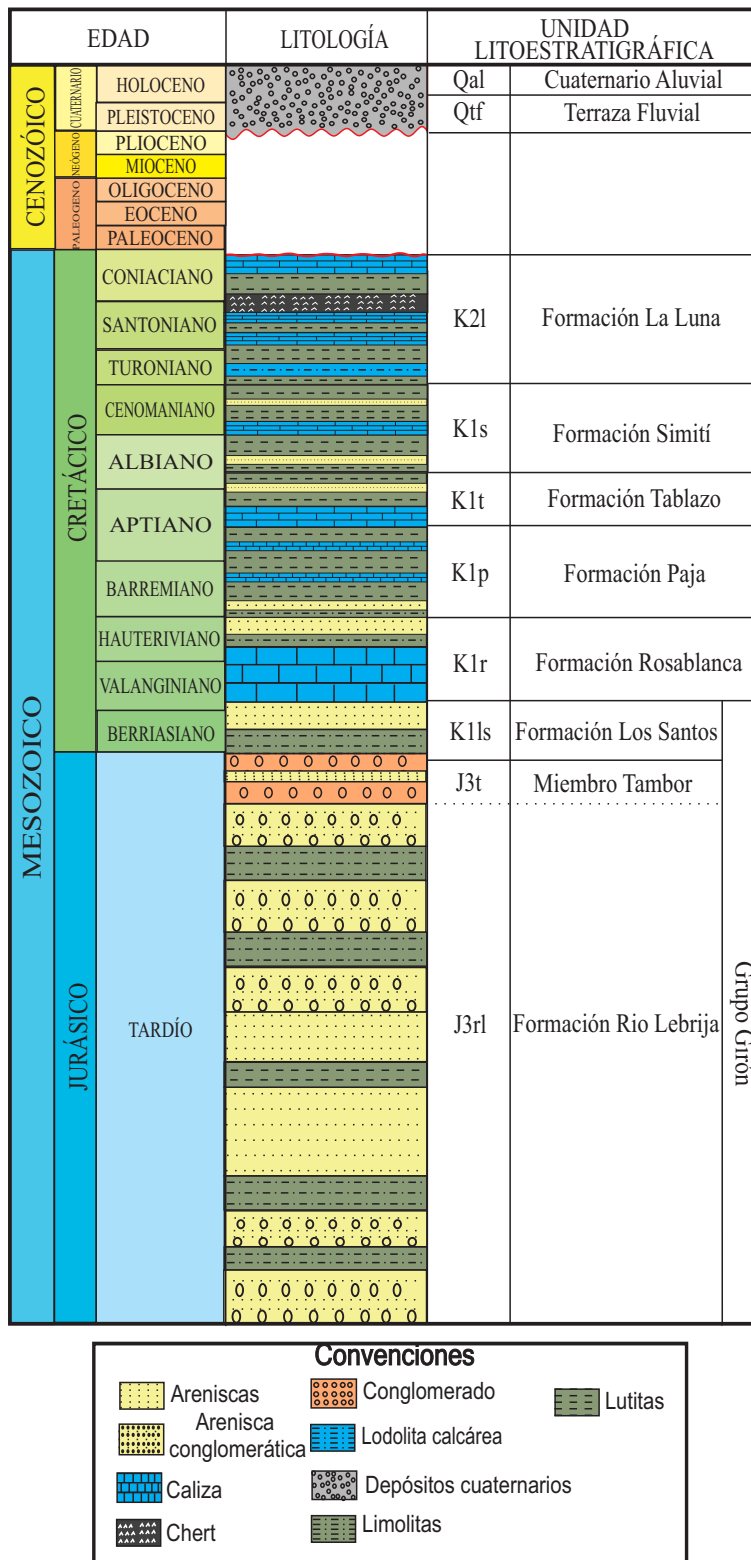 EDAD
LITOLOGÍA
UNIDAD
LITOESTRATIGRÁFICA
CENOZÓICO
CUATERNARIO
HOLOCENO
Qal
Cuaternario Aluvial
PLEISTOCENO
Qtf
Terraza Fluvial
NEÓGENO
PLIOCENO
MIOCENO
PALEOGENO
OLIGOCENO
EOCENO
PALEOCENO
MESOZOICO
CRETÁCICO
CONIACIANO
SANTONIANO
K2l
Formación La Luna
TURONIANO
CENOMANIANO
K1s
Formación Simití
ALBIANO
K1t
Formación Tablazo
APTIANO
K1p
Formación Paja
BARREMIANO
HAUTERIVIANO
K1r
Formación Rosablanca
VALANGINIANO
BERRIASIANO
K1ls
Formación Los Santos
JURÁSICO
TARDÍO
J3t
Miembro Tambor
J3rl
Formación Rio Lebrija
Grupo Girón
Convenciones
Areniscas
Conglomerado
Lutitas
Arenisca
conglomerática
Lodolita calcárea
Caliza
Depósitos cuaternarios
Chert
Limolitas